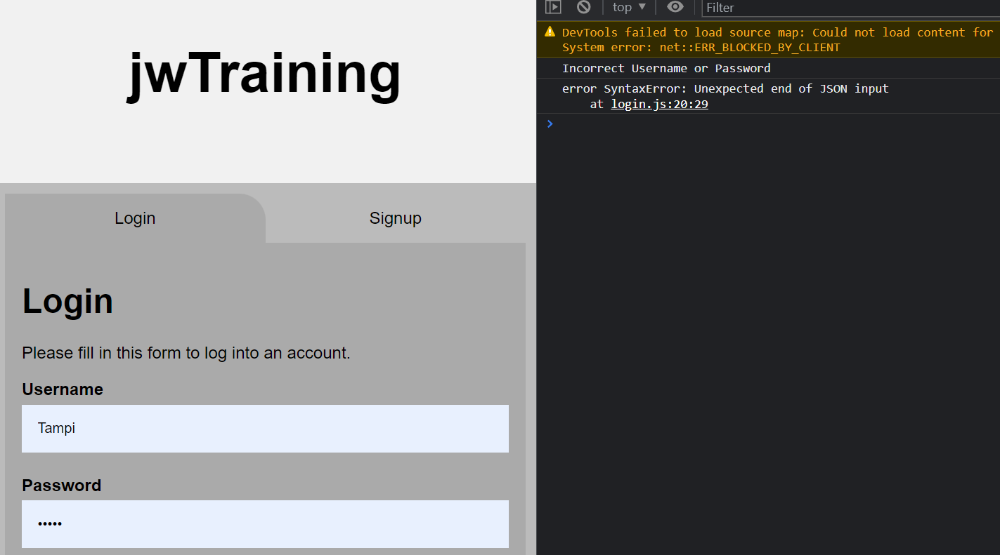 jwTraining
Login Signup
Login
Please fill in this form to log into an account.
Username
Tampi
Password
•••••
top ▼ Filter
DevTools failed to load source map: Could not load content for
System error: net::ERR_BLOCKED_BY_CLIENT
Incorrect Username or Password
error SyntaxError: Unexpected end of JSON input
at login.js:20:29